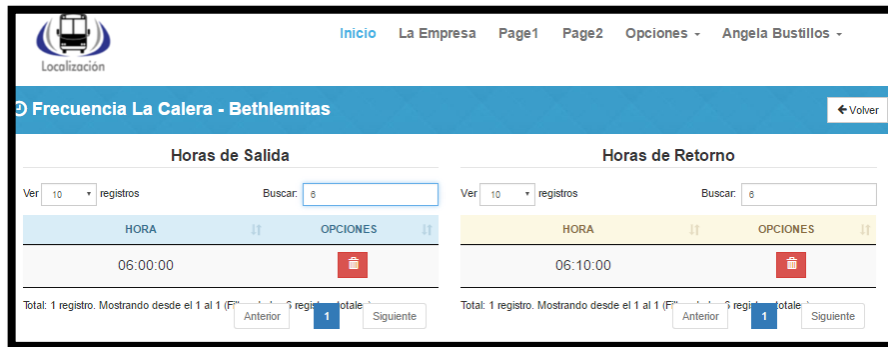 Localización
Inicio La Empresa Page1 Page2 Opciones Angela Bustillos
Frecuencia La Calera - Bethlemitas
Volver
Horas de Salida
Ver 10 registros Buscar: 6
HORA OPCIONES
06:00:00
Total: 1 registro. Mostrando desde el 1 al 1
Anterior 1 Siguiente
Horas de Retorno
Ver 10 registros Buscar: 6
HORA OPCIONES
06:10:00
Total: 1 registro. Mostrando desde el 1 al 1
Anterior 1 Siguiente